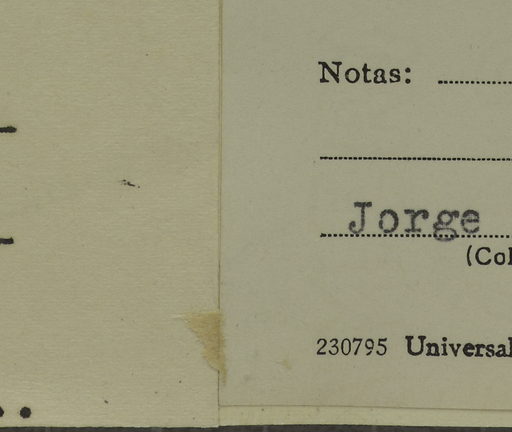 Notas:
Jorge
(Col
230795 Universal